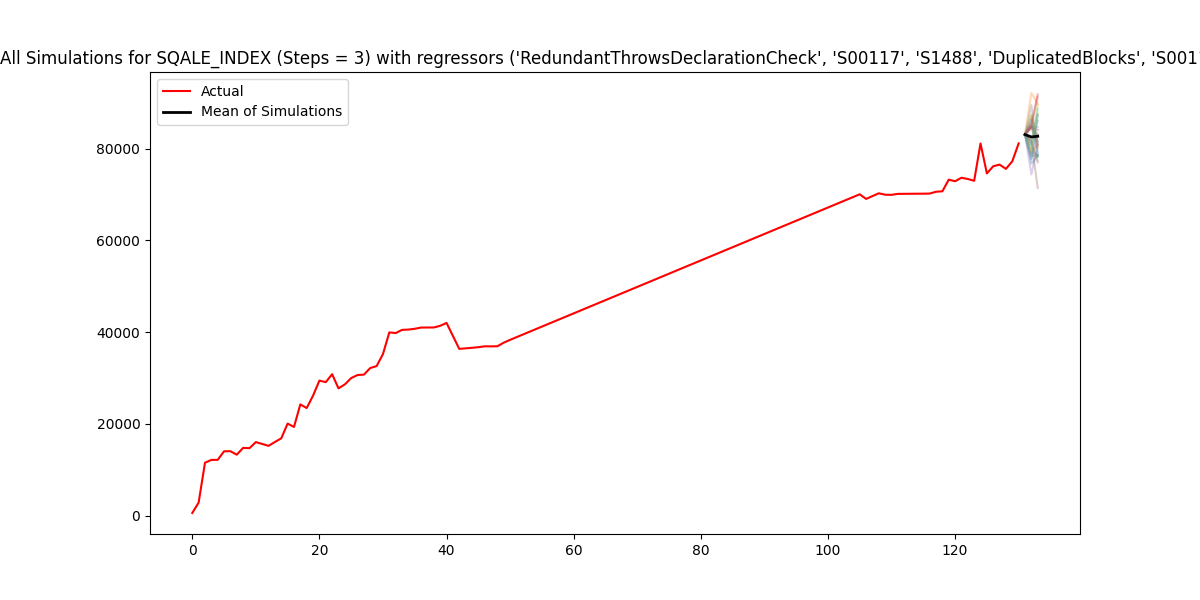 All Simulations for SQALE_INDEX (Steps = 3) with regressors ('RedundantThrowsDeclarationCheck', 'S00117', 'S1488', 'DuplicatedBlocks', 'S001
Actual
Mean of Simulations
80000
60000
40000
20000
0
0 20 40 60 80 100 120